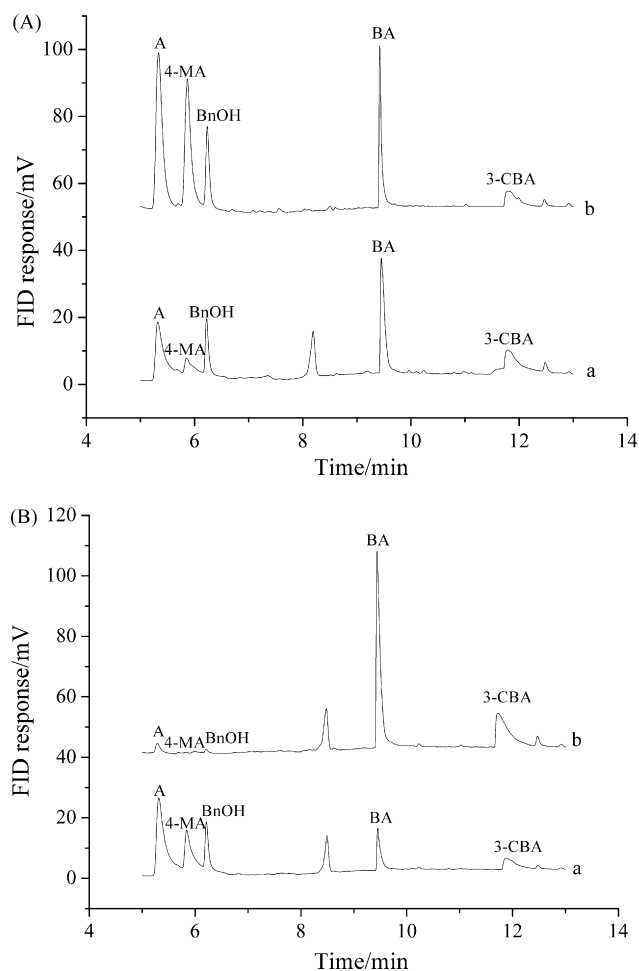 (A)
A
4-MA
BnOH
BA
3-CBA
b
A
4-MA
BnOH
BA
3-CBA
a
100
80
60
40
20
0
FID response/mV
4
6
8
10
12
14
Time/min
(B)
120
100
80
60
40
20
0
FID response/mV
BA
3-CBA
A
4-MA
BnOH
b
A
4-MA
BnOH
BA
3-CBA
a
4
6
8
10
12
14
Time/min